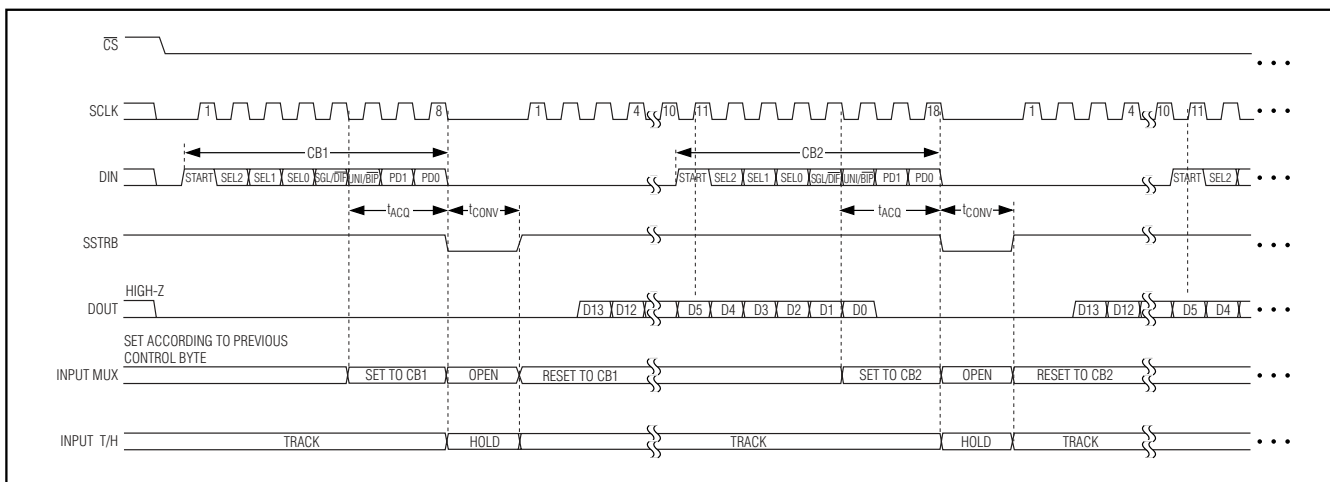 CS
SCLK 1 8 1 4 10 11 18 1 4 10 11
CB1 CB2
DIN START SEL2 SEL1 SEL0 SGL/DIF UNI/BIP PD1 PD0 START SEL2 SEL1 SEL0 SGL/DIF UNI/BIP PD1 PD0 START SEL2
tACQ tCONV tACQ tCONV
SSTRB
HIGH-Z
DOUT D13 D12 D5 D4 D3 D2 D1 D0 D13 D12 D5 D4
SET ACCORDING TO PREVIOUS
CONTROL BYTE
INPUT MUX SET TO CB1 OPEN RESET TO CB1 SET TO CB2 OPEN RESET TO CB2
INPUT T/H TRACK HOLD TRACK HOLD TRACK